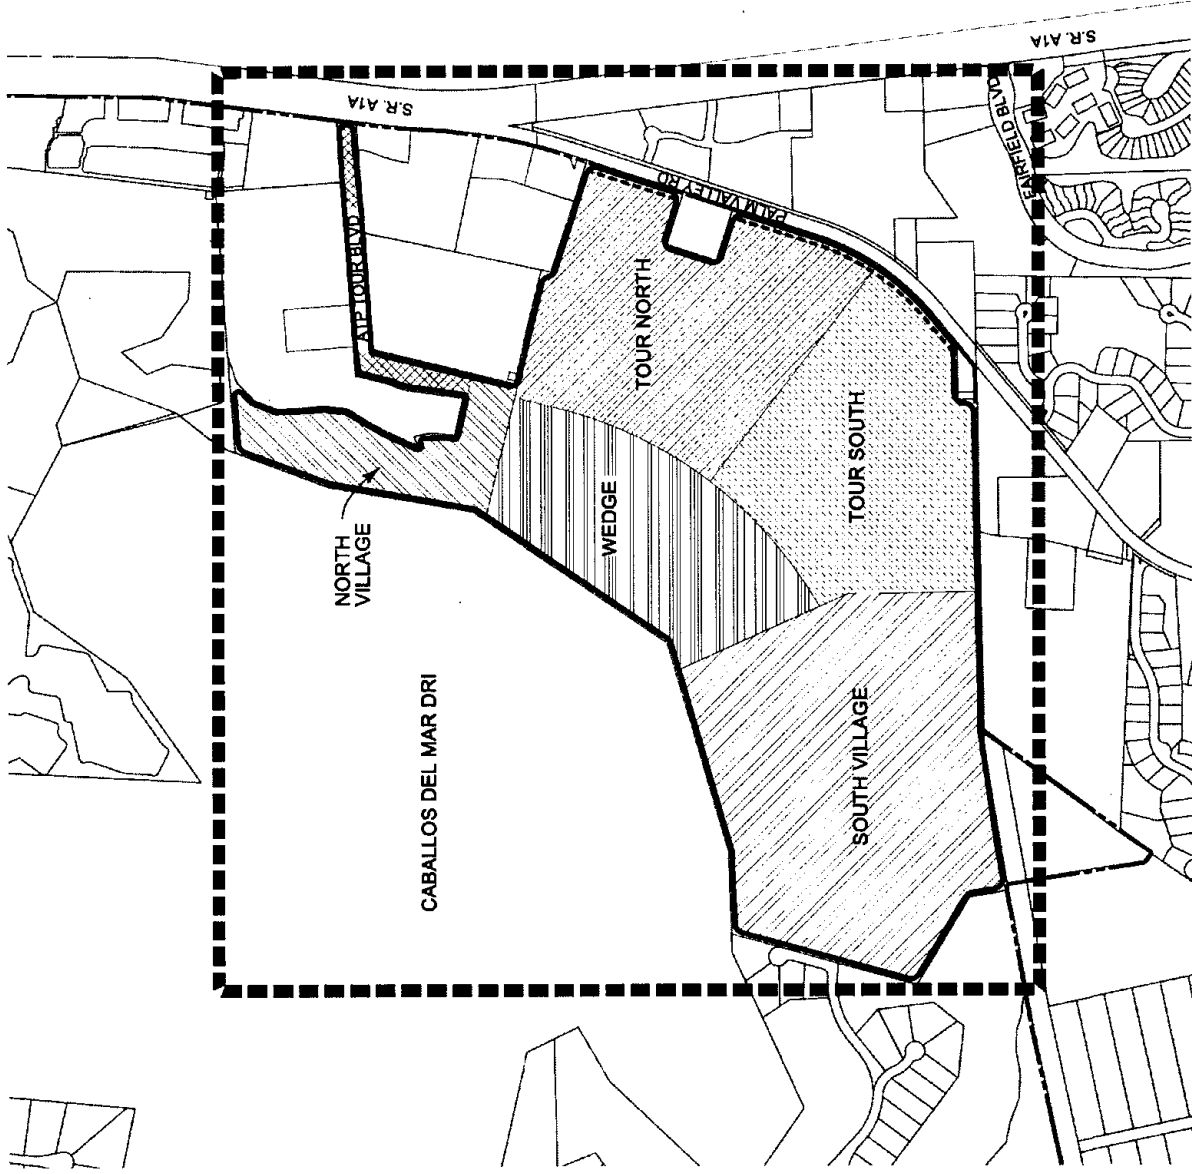 S.R. A1A
S.R. A1A
FAIRFIELD BLVD
PALM VALLEY RD
ATP TOUR BLVD
TOUR NORTH
TOUR SOUTH
WEDGE
NORTH
VILLAGE
SOUTH VILLAGE
CABALLOS DEL MAR DRI